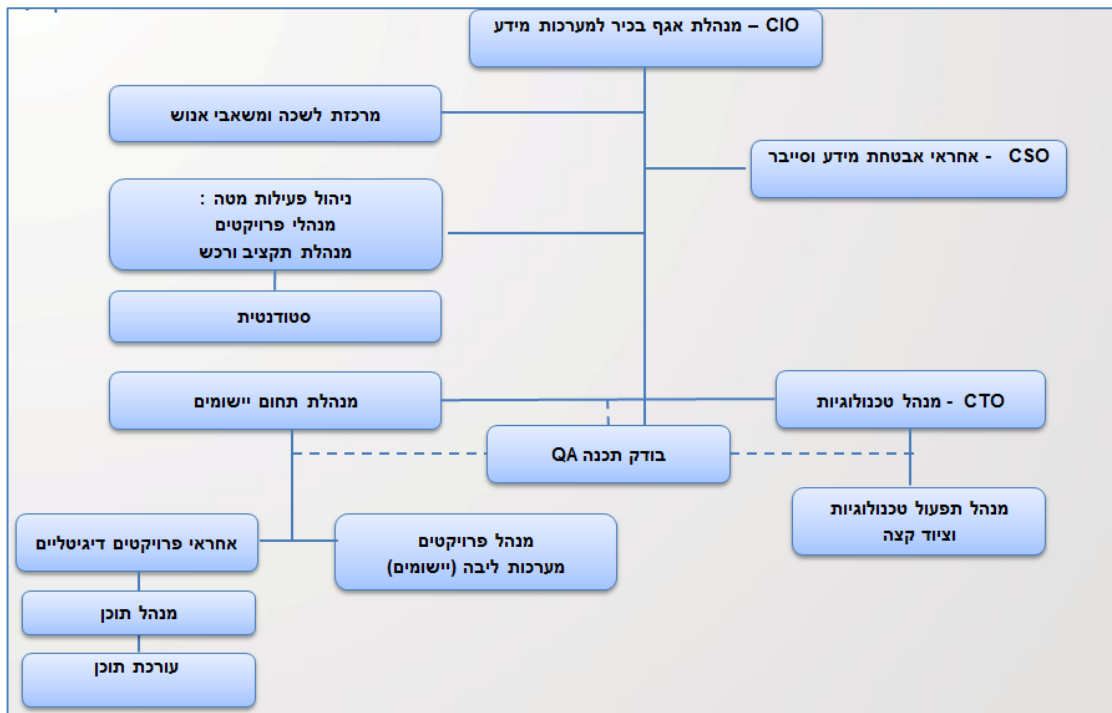 CIO – מנהלת אגף בכיר למערכות מידע
מרכזת לשכה ומשאבי אנוש
CSO - אחראי אבטחת מידע וסייבר
ניהול פעילות מטה :
מנהלי פרויקטים
מנהלת תקציב ורכש
סטודנטית
מנהלת תחום יישומים
CTO - מנהל טכנולוגיות
בודק תכנה QA
מנהל תפעול טכנולוגיות
וציוד קצה
מנהל פרויקטים
מערכות ליבה (יישומים)
אחראי פרויקטים דיגיטליים
מנהל תוכן
עורכת תוכן